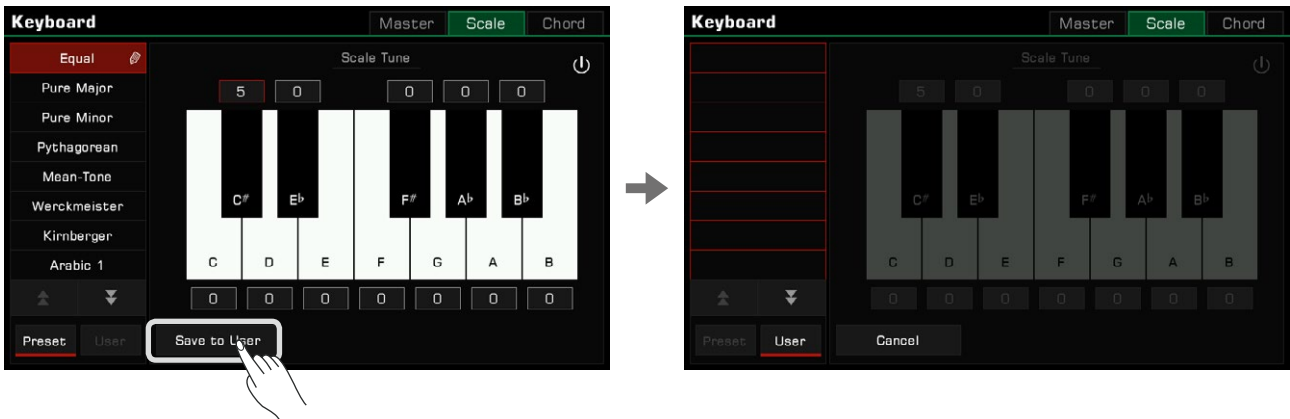 Keyboard Master Scale Chord
Equal
Pure Major
Pure Minor
Pythagorean
Mean-Tone
Werckmeister
Kirnberger
Arabic 1
Preset User
Scale Tune
5 0 0 0 0
C# E♭ F# A♭ B♭
C D E F G A B
0 0 0 0 0 0 0
Save to User
Keyboard Master Scale Chord
Scale Tune
5 0 0 0 0
C# E♭ F# A♭ B♭
C D E F G A B
0 0 0 0 0 0 0
Preset User
Cancel